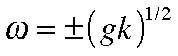 ω = ±(gk)^{1/2}